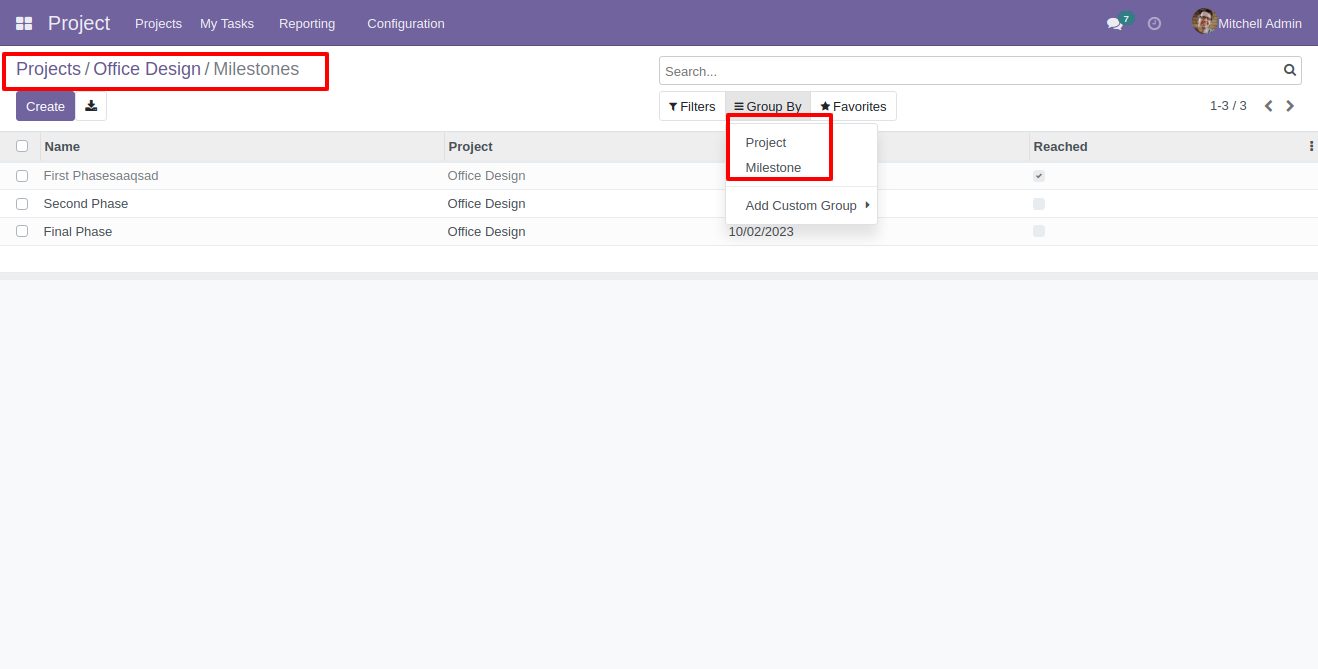 Project Projects My Tasks Reporting Configuration 7 Mitchell Admin
Projects / Office Design / Milestones
Search...
Create Filters Group By Favorites 1-3 / 3
Project
Milestone
Add Custom Group
Name Project Reached
First Phasesaaqsad Office Design
Second Phase Office Design
Final Phase Office Design 10/02/2023